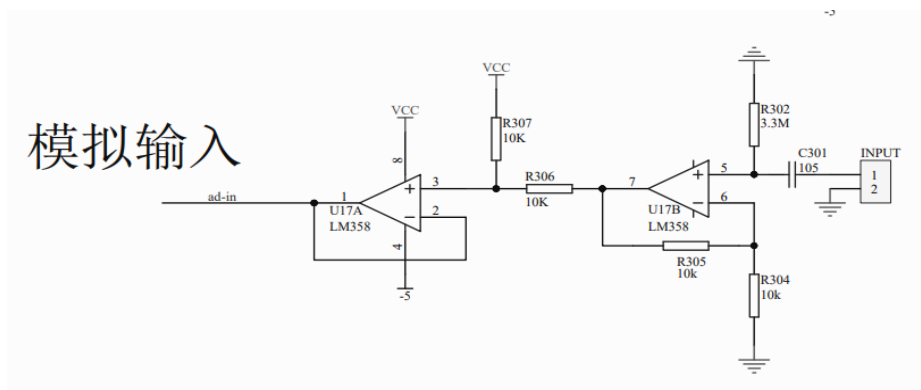 -5
模拟输入
VCC
VCC
R307
10K
8
ad-in
1
U17A
LM358
3
2
4
-5
R306
10K
7
U17B
LM358
5
6
R305
10k
R302
3.3M
C301
105
INPUT
1
2
R304
10k